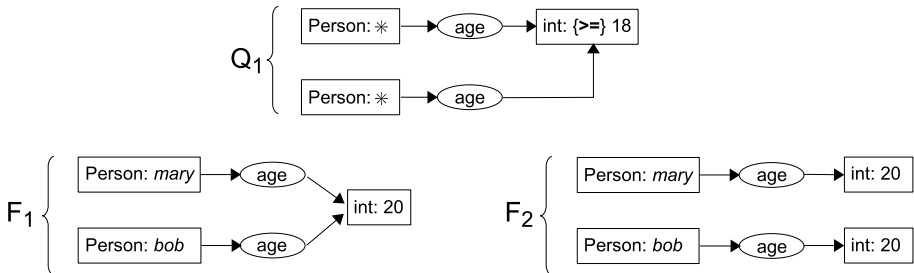 Person: ✳ age int: {>=} 18
Q1
Person: ✳ age
Person: mary age
F1 int: 20
Person: bob age
Person: mary age int: 20
F2
Person: bob age int: 20